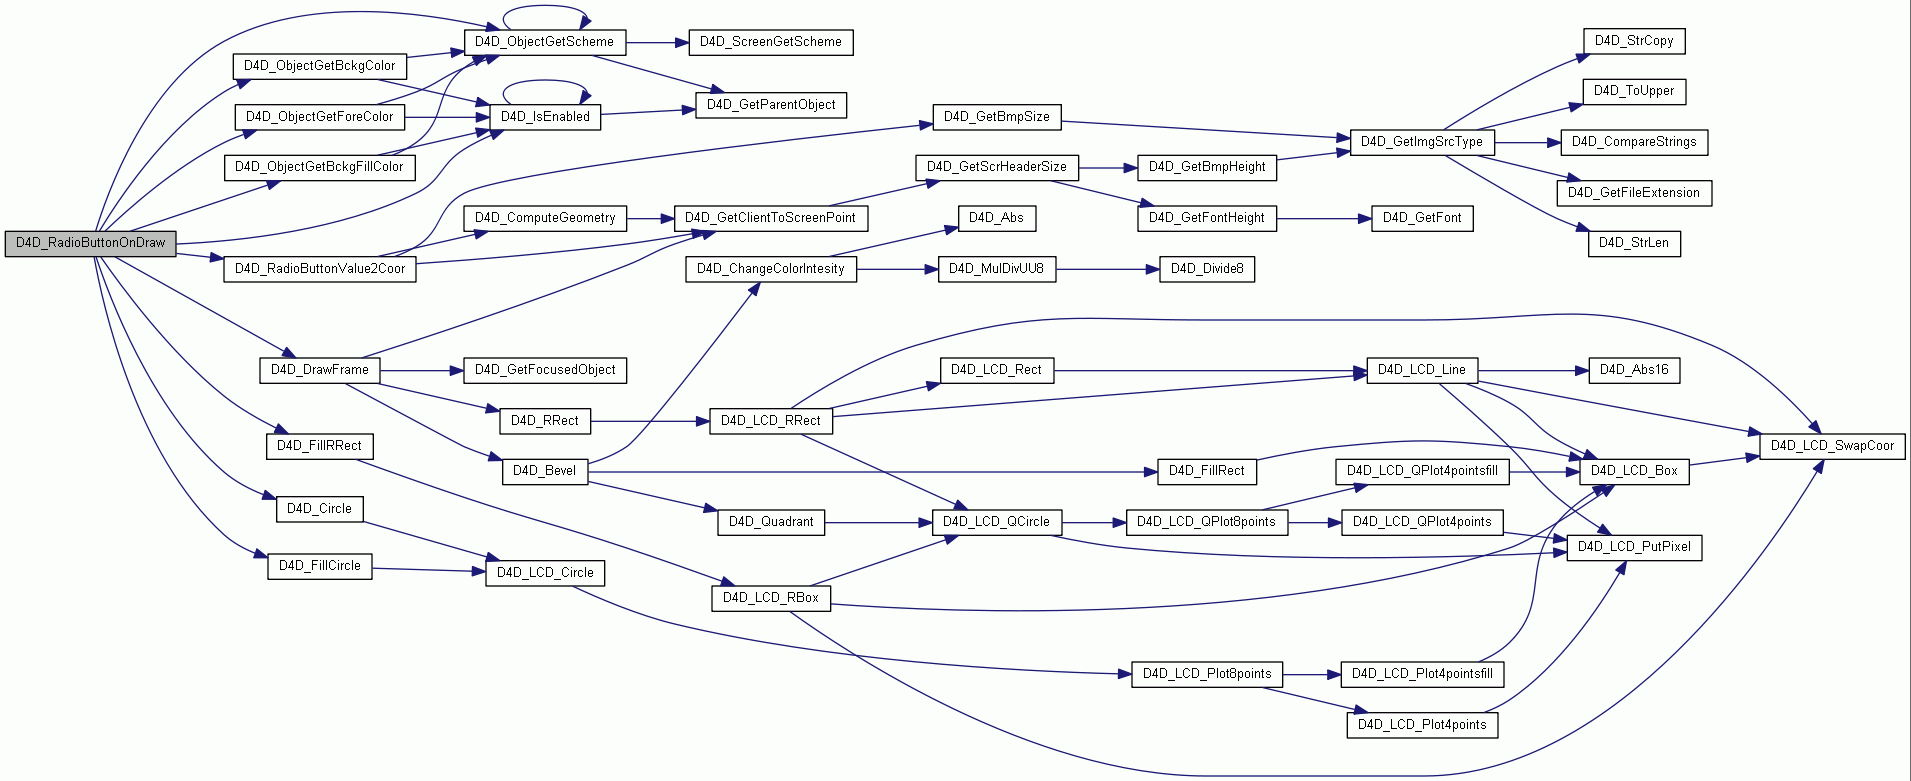 D4D_RadioButtonOnDraw
D4D_ObjectGetBckgColor
D4D_ObjectGetForeColor
D4D_ObjectGetBckgFillColor
D4D_RadioButtonValue2Coor
D4D_DrawFrame
D4D_FillRRect
D4D_Circle
D4D_FillCircle
D4D_ObjectGetScheme
D4D_IsEnabled
D4D_ComputeGeometry
D4D_GetFocusedObject
D4D_RRect
D4D_Bevel
D4D_LCD_Circle
D4D_ScreenGetScheme
D4D_GetParentObject
D4D_GetClientToScreenPoint
D4D_ChangeColorIntesity
D4D_LCD_RRect
D4D_Quadrant
D4D_LCD_RBox
D4D_GetBmpSize
D4D_GetScrHeaderSize
D4D_Abs
D4D_MulDivUU8
D4D_LCD_Rect
D4D_LCD_QCircle
D4D_GetBmpHeight
D4D_GetFontHeight
D4D_Divide8
D4D_FillRect
D4D_LCD_QPlot8points
D4D_LCD_Plot8points
D4D_GetImgSrcType
D4D_GetFont
D4D_LCD_Line
D4D_LCD_QPlot4pointsfill
D4D_LCD_QPlot4points
D4D_LCD_Plot4pointsfill
D4D_LCD_Plot4points
D4D_StrCopy
D4D_ToUpper
D4D_CompareStrings
D4D_GetFileExtension
D4D_StrLen
D4D_Abs16
D4D_LCD_Box
D4D_LCD_PutPixel
D4D_LCD_SwapCoor